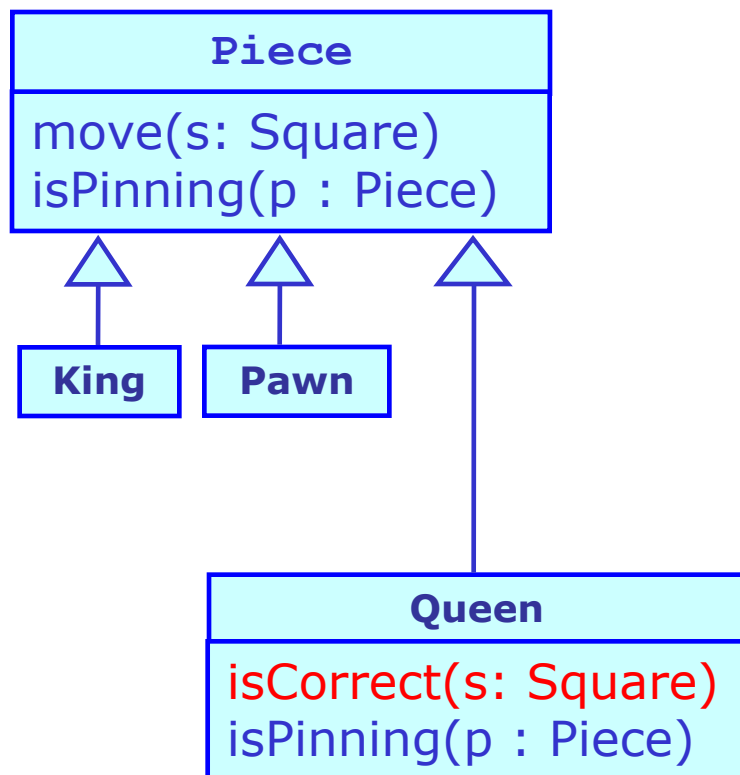 Piece
move(s: Square)
isPinning(p : Piece)
King
Pawn
Queen
isCorrect(s: Square)
isPinning(p : Piece)